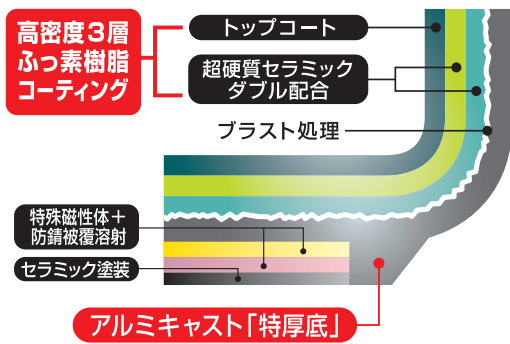 高密度3層
ふっ素樹脂
コーティング
トップコート
超硬質セラミック
ダブル配合
ブラスト処理
特殊磁性体＋
防錆被覆溶射
セラミック塗装
アルミキャスト「特厚底」